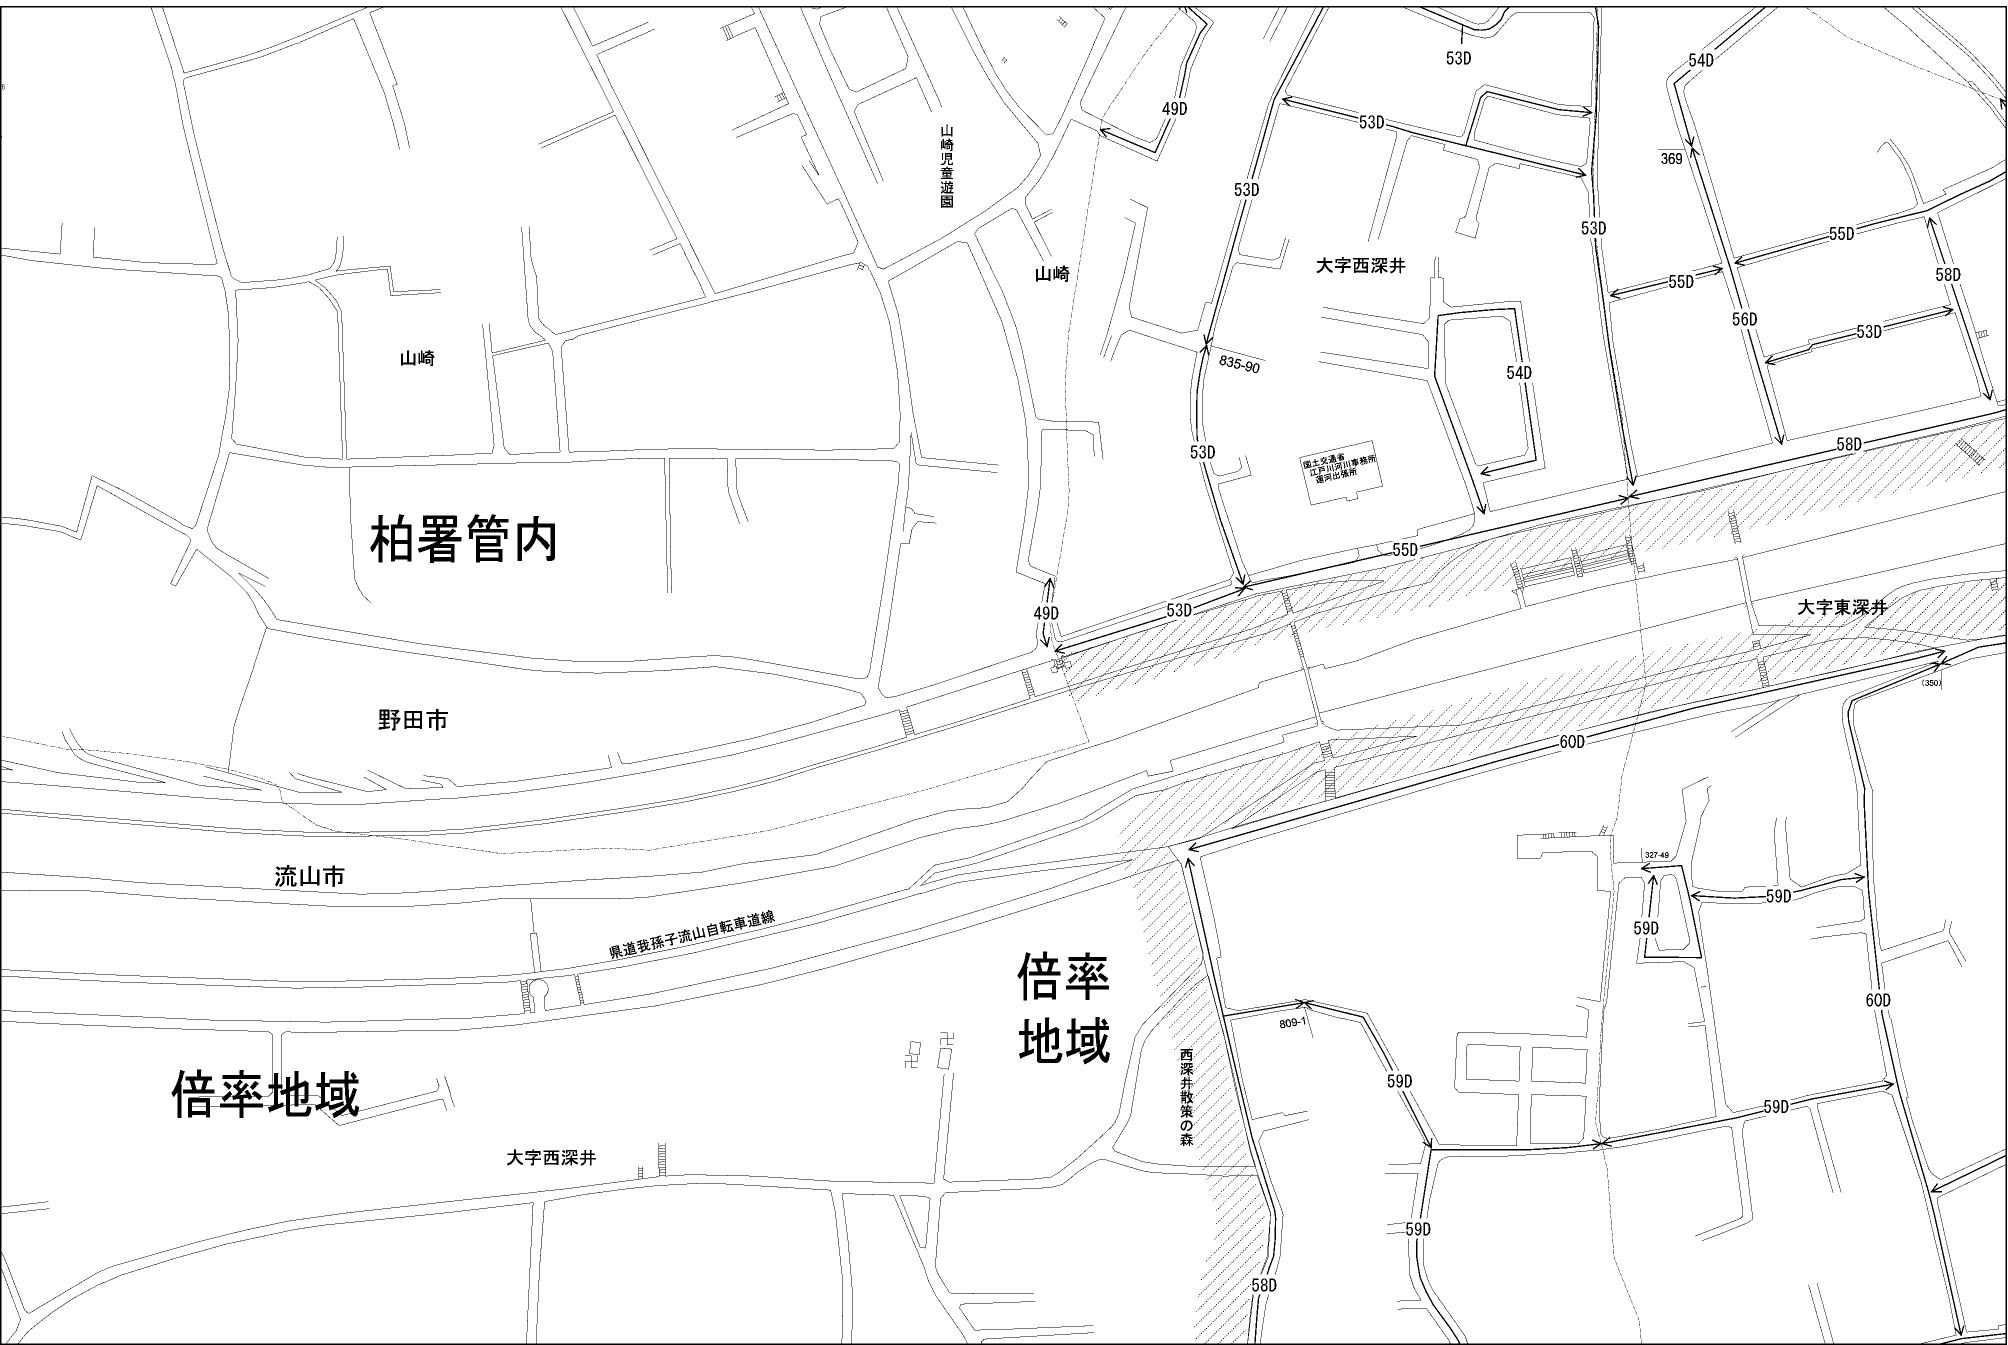 53D
54D
49D
53D
山崎児童遊園
369
53D
53D
55D
大字西深井
山崎
58D
55D
56D
53D
山崎
835-90
54D
58D
53D
国土交通省
江戸川河川事務所
運河出張所
柏署管内
55D
大字東深井
53D
49D
(350)
野田市
60D
327-49
流山市
59D
県道我孫子流山自転車道線
59D
倍率
地域
60D
809-1
西深井散策の森
59D
倍率地域
59D
大字西深井
59D
58D